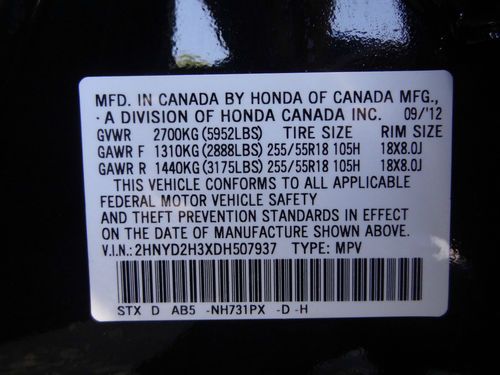 MFD. IN CANADA BY HONDA OF CANADA MFG.,
A DIVISION OF HONDA CANADA INC. 09/'12
GVWR 2700KG(5952LBS) TIRE SIZE RIM SIZE
GAWR F 1310KG(2888LBS) 255/55R18 105H 18X8.0J
GAWR R 1440KG(3175LBS) 255/55R18 105H 18X8.0J
THIS VEHICLE CONFORMS TO ALL APPLICABLE
FEDERAL MOTOR VEHICLE SAFETY
AND THEFT PREVENTION STANDARDS IN EFFECT
ON THE DATE OF MANUFACTURE SHOWN ABOVE.
V.I.N.: 2HNYD2H3XDH507937 TYPE: MPV
STX D AB5 -NH731PX -D -H